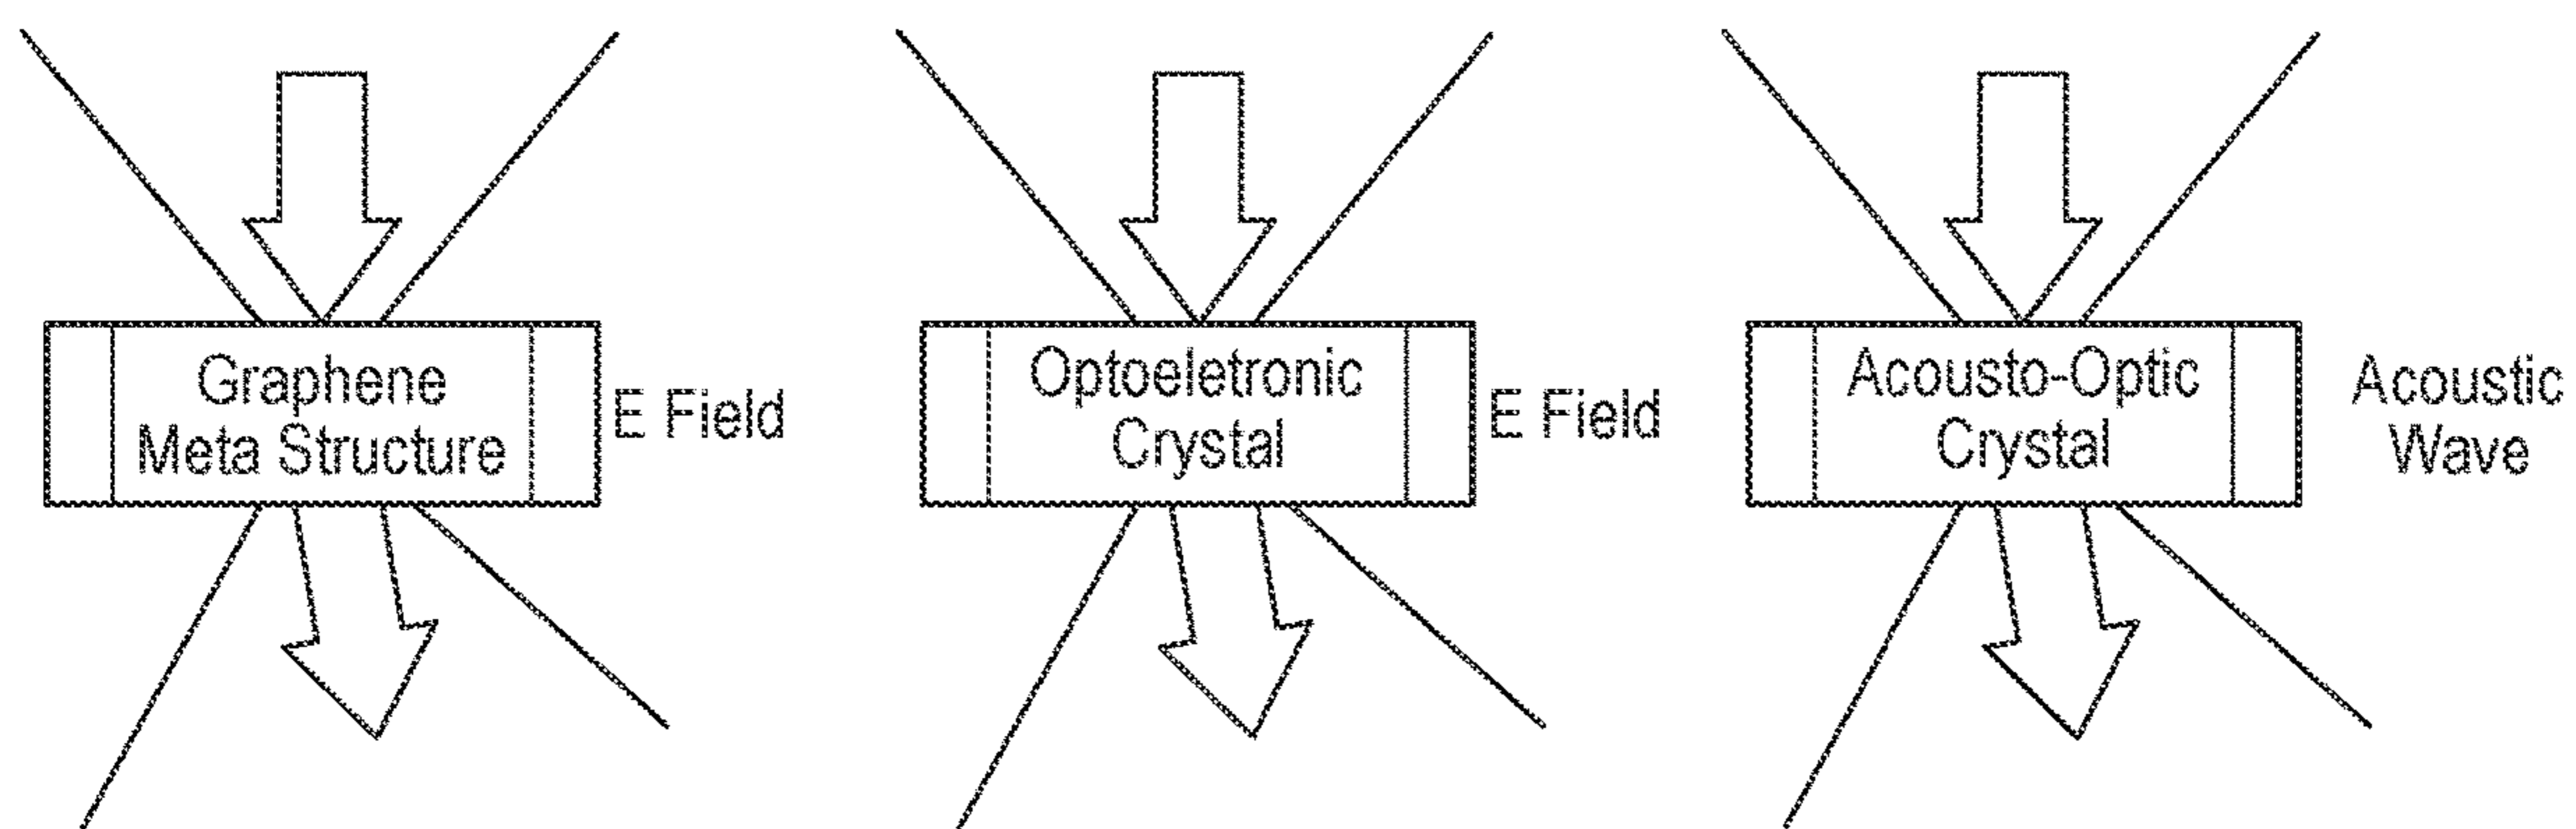 Graphene
Meta Structure
E Field
Optoeletronic
Crystal
E Field
Acousto-Optic
Crystal
Acoustic
Wave